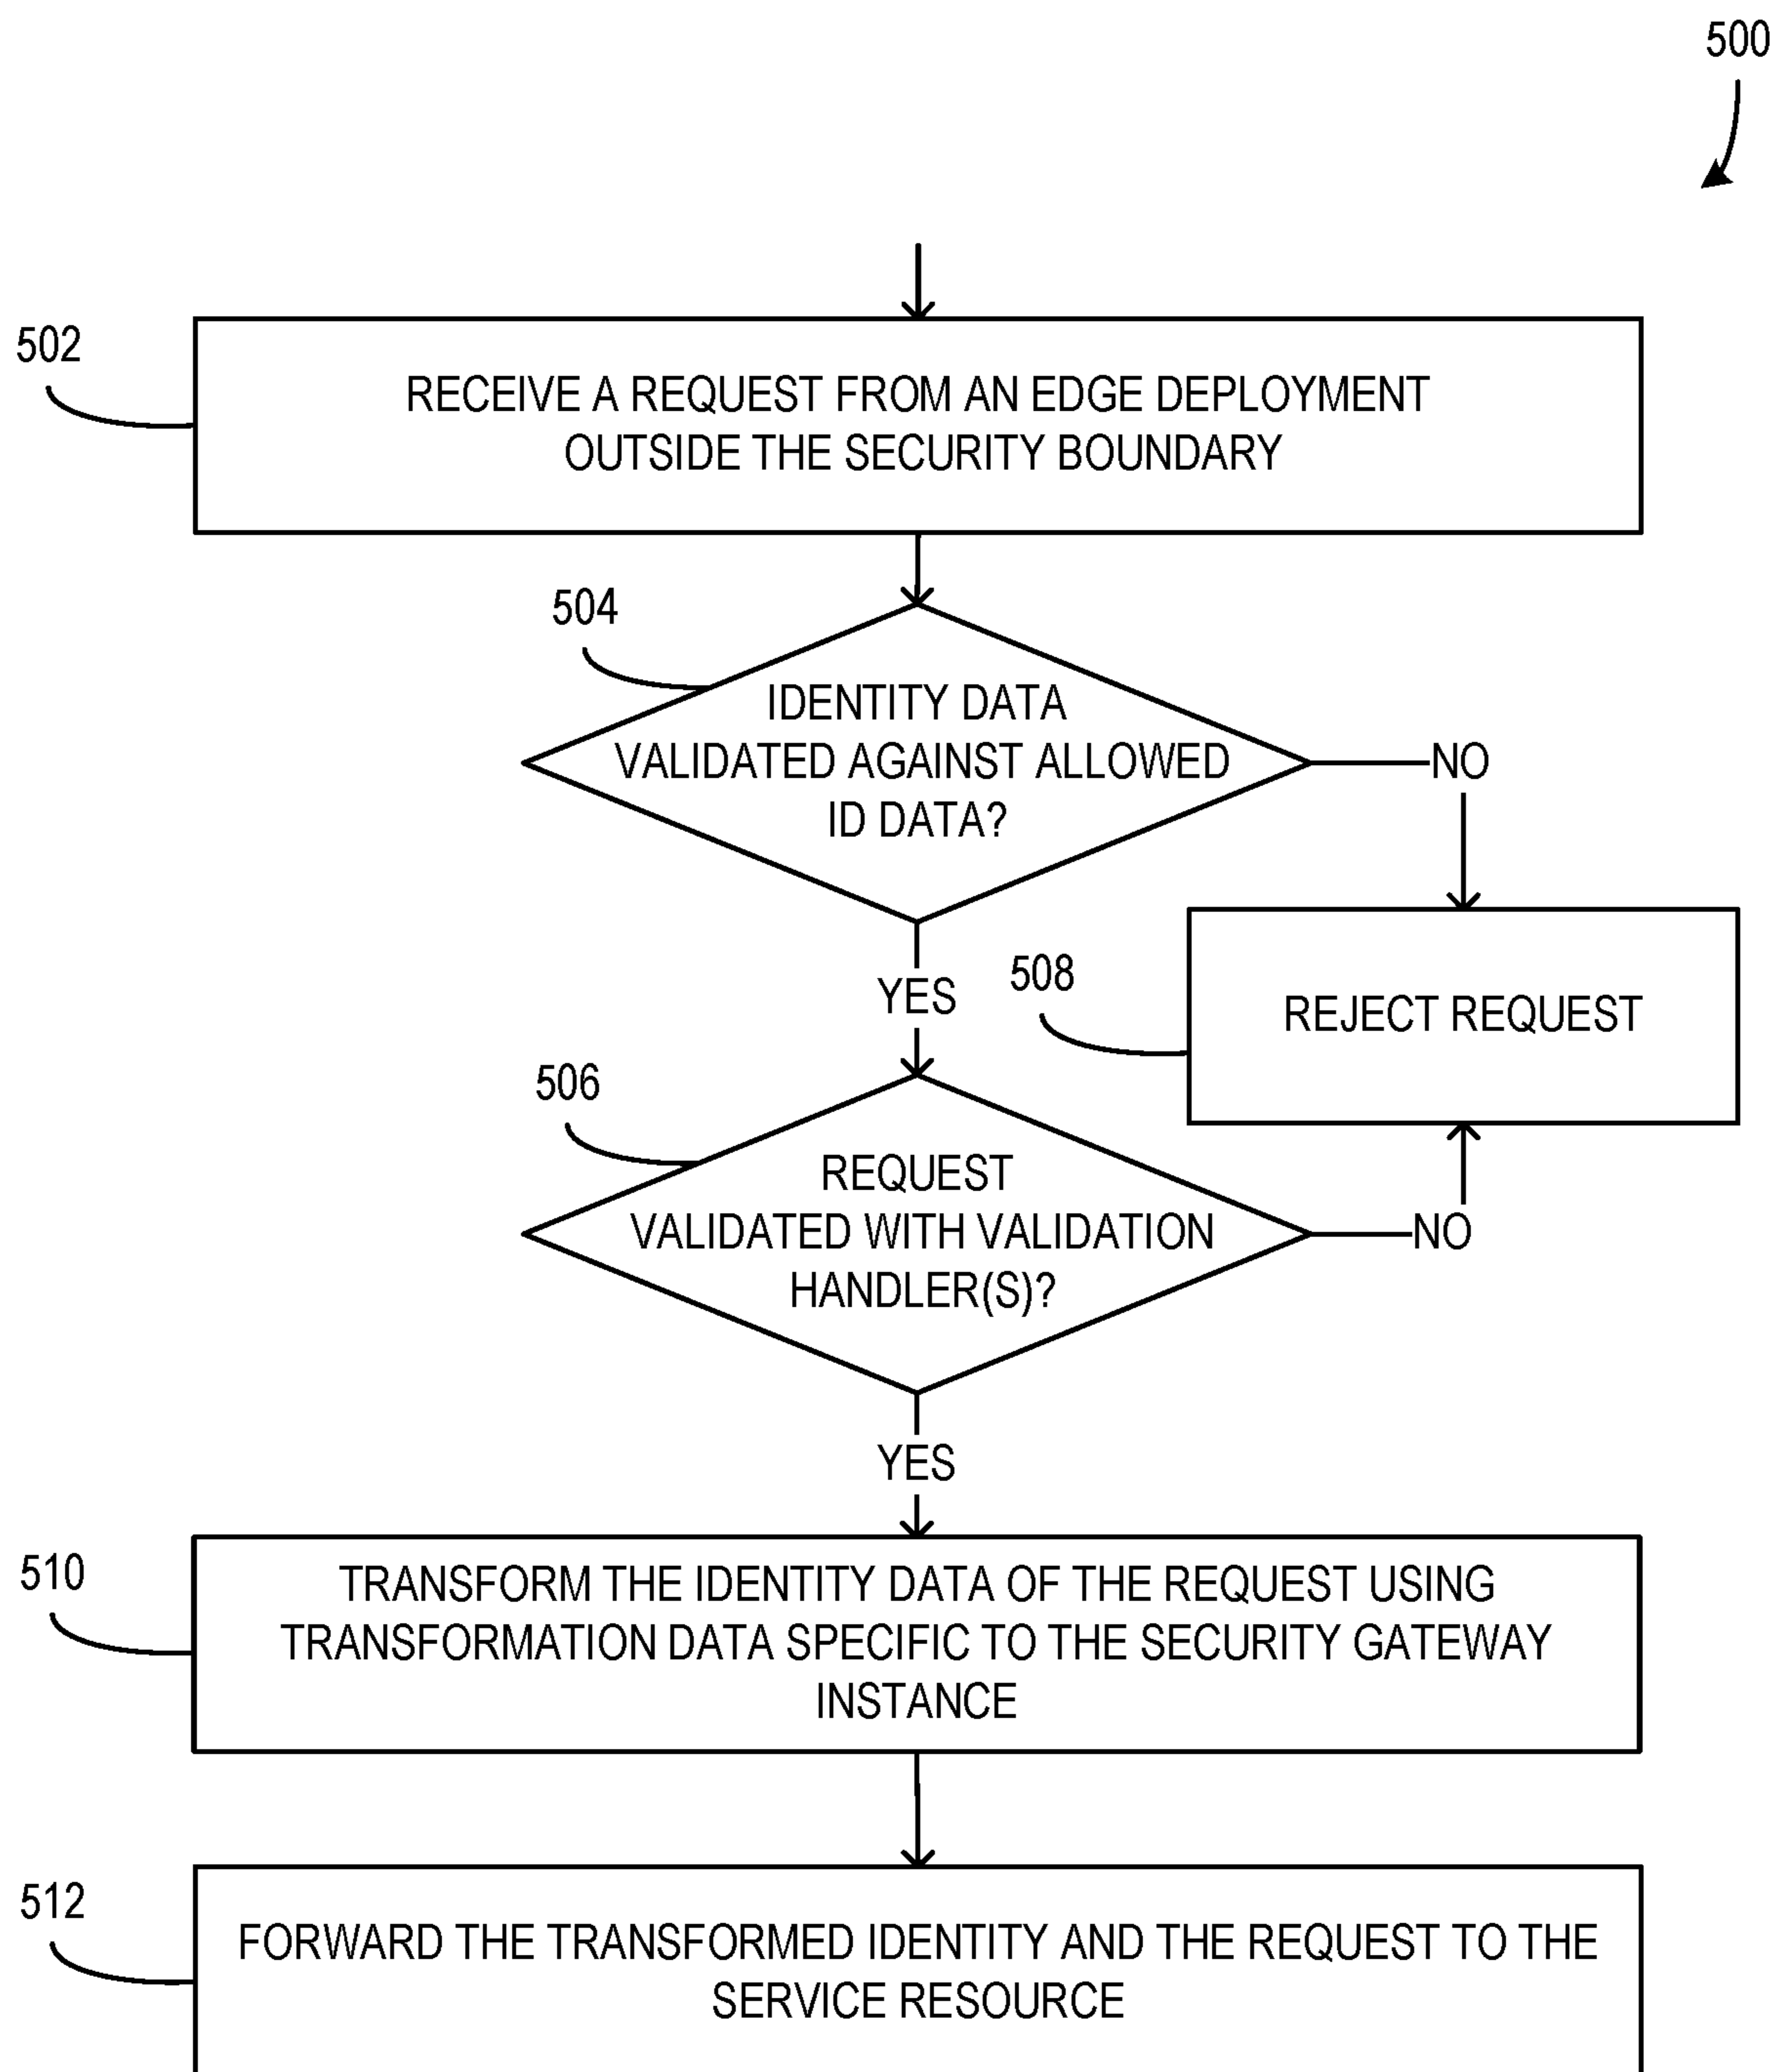 500
502
RECEIVE A REQUEST FROM AN EDGE DEPLOYMENT
OUTSIDE THE SECURITY BOUNDARY
504
IDENTITY DATA
VALIDATED AGAINST ALLOWED
ID DATA?
NO
YES
508
REJECT REQUEST
506
REQUEST
VALIDATED WITH VALIDATION
HANDLER(S)?
NO
YES
510
TRANSFORM THE IDENTITY DATA OF THE REQUEST USING
TRANSFORMATION DATA SPECIFIC TO THE SECURITY GATEWAY
INSTANCE
512
FORWARD THE TRANSFORMED IDENTITY AND THE REQUEST TO THE
SERVICE RESOURCE